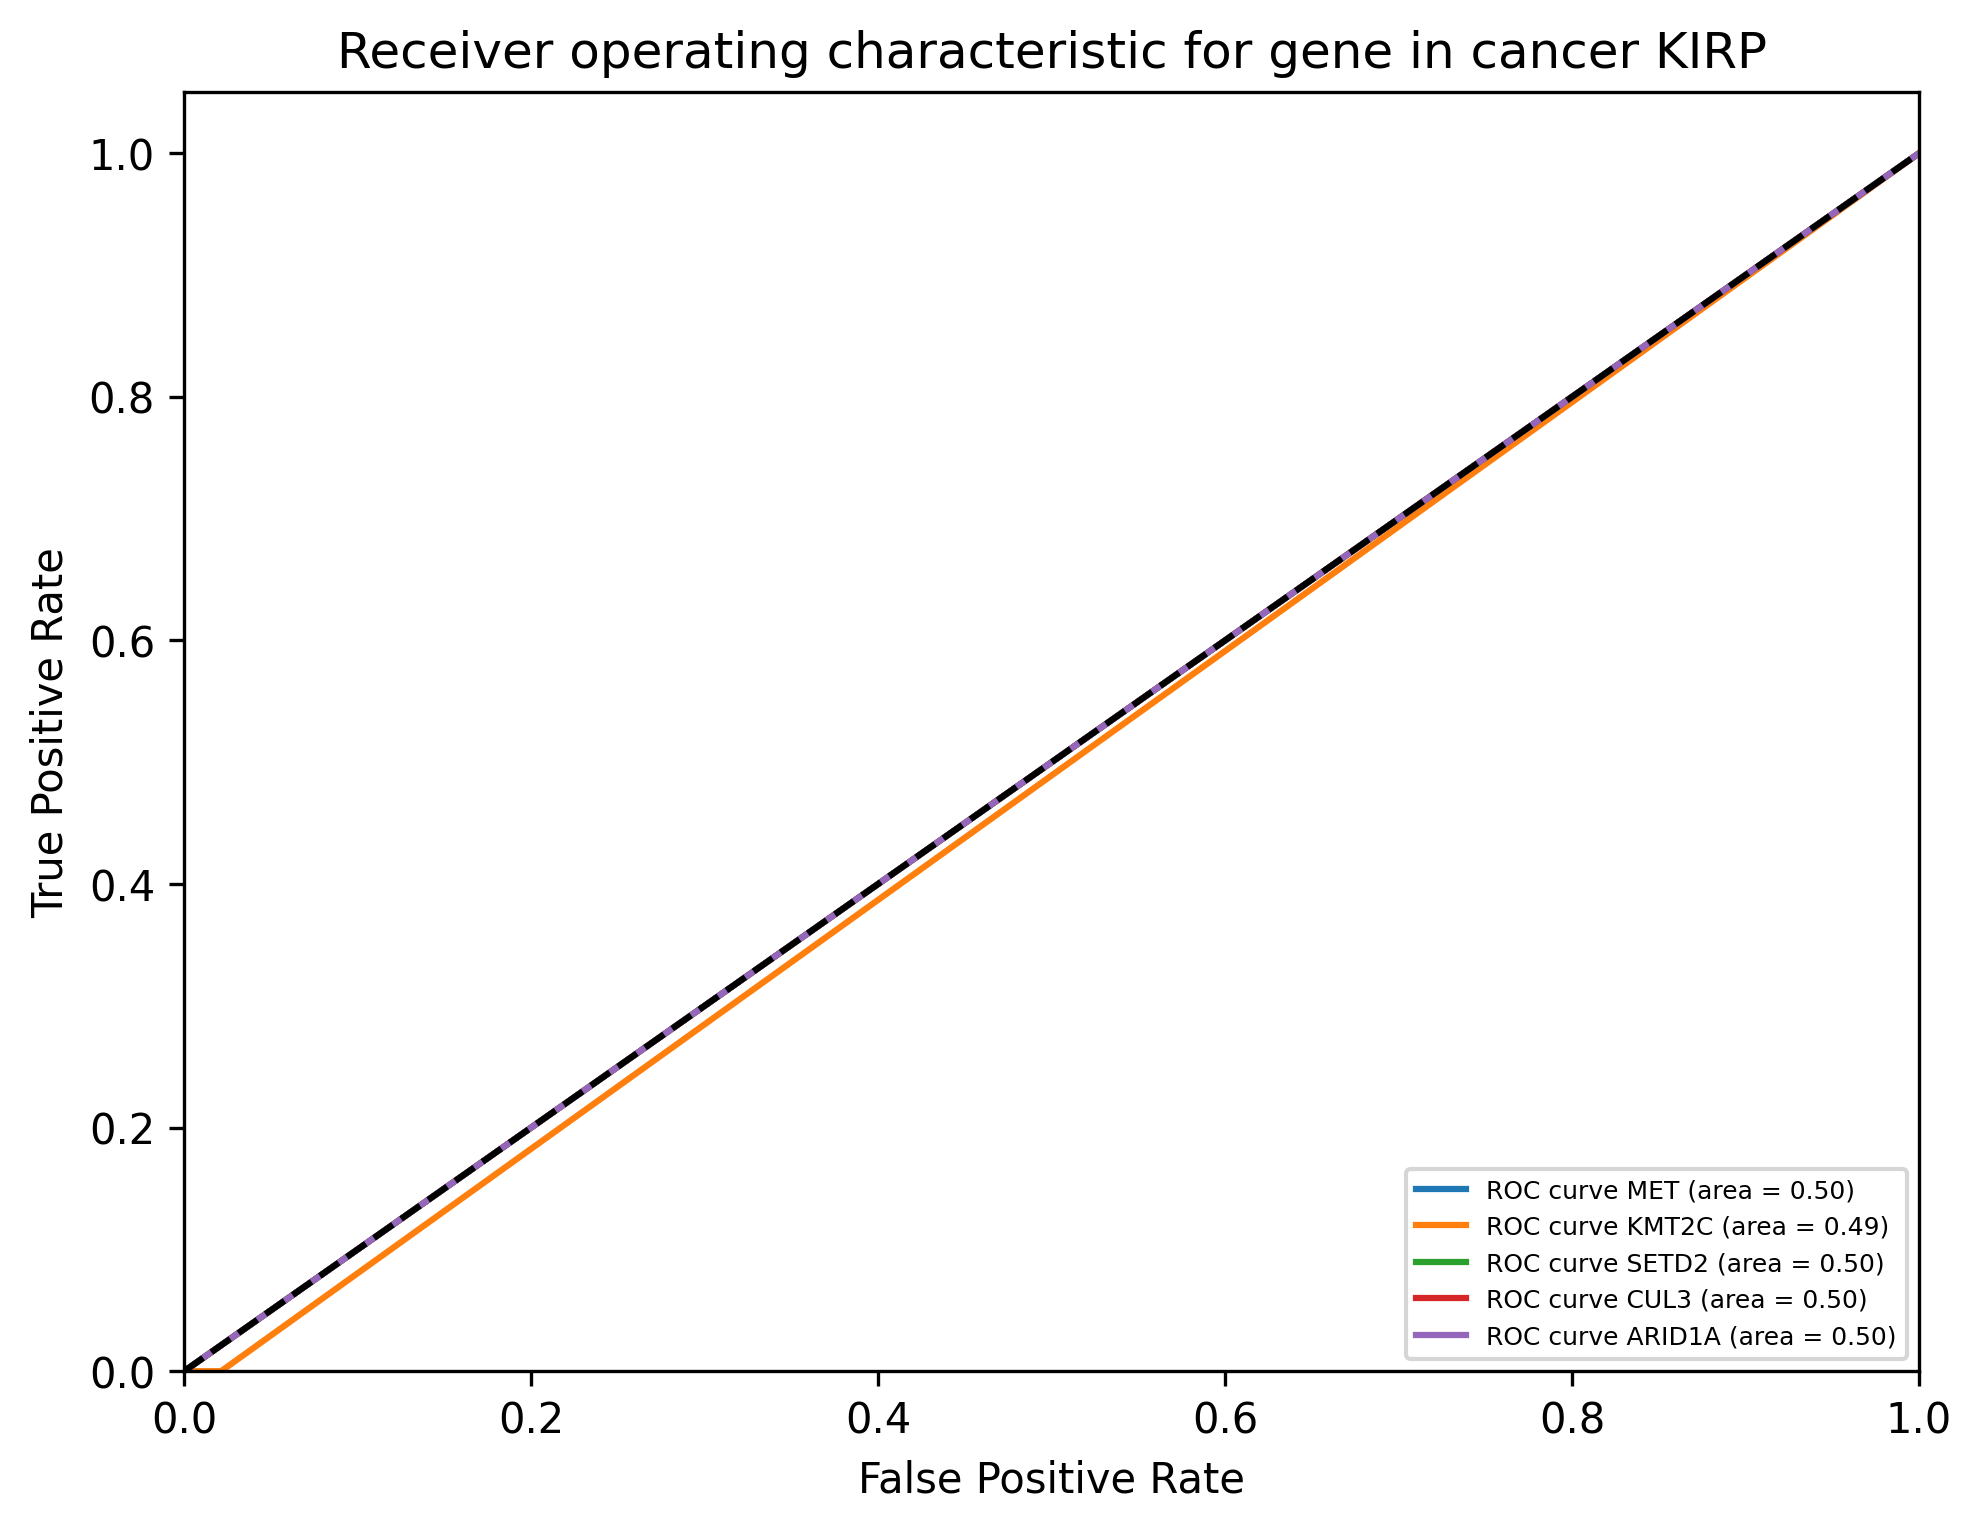 Receiver operating characteristic for gene in cancer KIRP
1.0
0.8
0.6
0.4
0.2
0.0
True Positive Rate
ROC curve MET (area = 0.50)
ROC curve KMT2C (area = 0.49)
ROC curve SETD2 (area = 0.50)
ROC curve CUL3 (area = 0.50)
ROC curve ARID1A (area = 0.50)
0.0 0.2 0.4 0.6 0.8 1.0
False Positive Rate